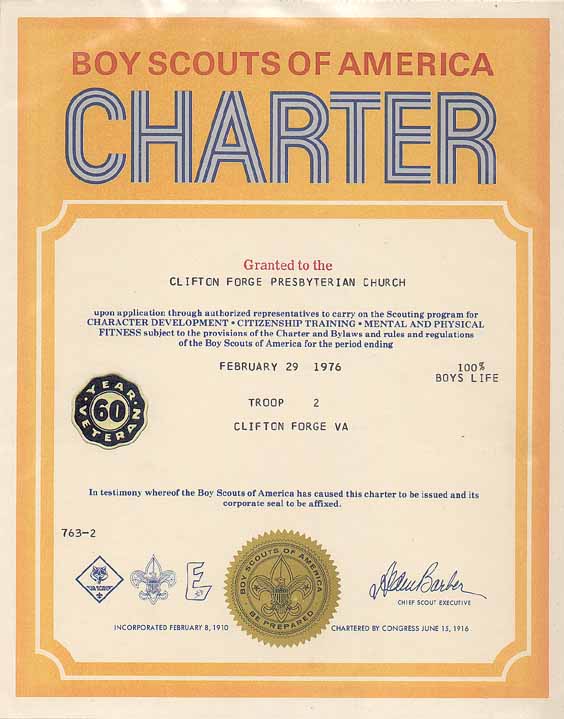 BOY SCOUTS OF AMERICA
CHARTER
Granted to the
CLIFTON FORGE PRESBYTERIAN CHURCH
upon application through authorized representatives to carry on the Scouting program for
CHARACTER DEVELOPMENT • CITIZENSHIP TRAINING • MENTAL AND PHYSICAL
FITNESS subject to the provisions of the Charter and Bylaws and rules and regulations
of the Boy Scouts of America for the period ending
FEBRUARY 29 1976
100%
BOYS LIFE
YEAR
60
VETERAN
TROOP 2
CLIFTON FORGE VA
In testimony whereof the Boy Scouts of America has caused this charter to be issued and its
corporate seal to be affixed.
763-2
BOY SCOUTS OF AMERICA
BE PREPARED
Alden Barber
CHIEF SCOUT EXECUTIVE
INCORPORATED FEBRUARY 8, 1910
CHARTERED BY CONGRESS JUNE 15, 1916